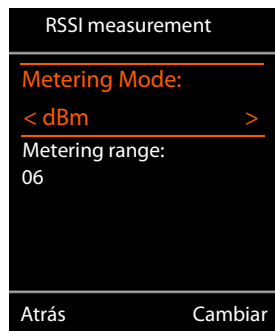 RSSI measurement
Metering Mode:
< dBm >
Metering range:
06
Atrás Cambiar